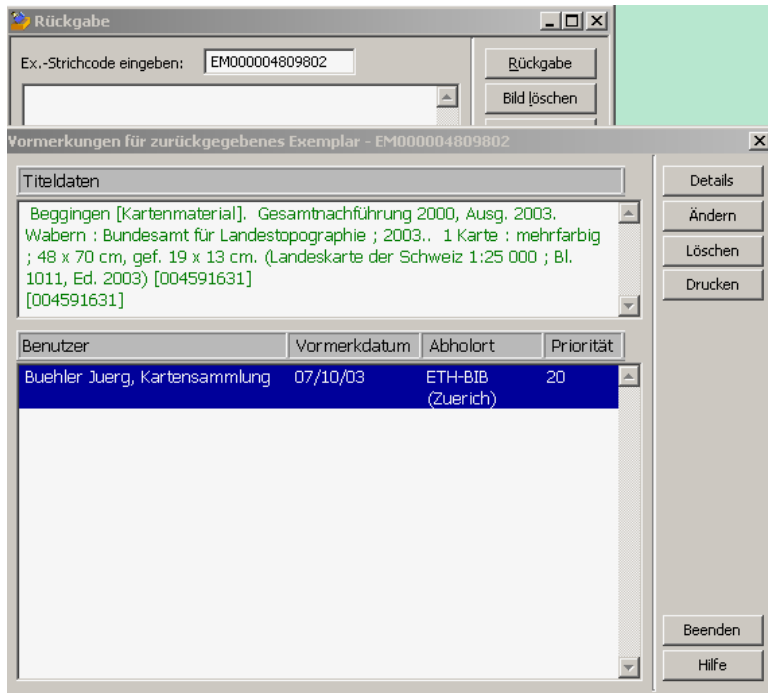 Rückgabe
Ex.-Strichcode eingeben: EM000004809802 Rückgabe
Bild löschen
Vormerkungen für zurückgegebenes Exemplar - EM000004809802
Titeldaten
Beggingen [Kartenmaterial]. Gesamtnachführung 2000, Ausg. 2003.
Wabern : Bundesamt für Landestopographie ; 2003.. 1 Karte : mehrfarbig
; 48 x 70 cm, gef. 19 x 13 cm. (Landeskarte der Schweiz 1:25 000 ; Bl.
1011, Ed. 2003) [004591631]
[004591631]
Details
Ändern
Löschen
Drucken
Benutzer Vormerkdatum Abholort Priorität
Buehler Juerg, Kartensammlung 07/10/03 ETH-BIB 20
(Zuerich)
Beenden
Hilfe